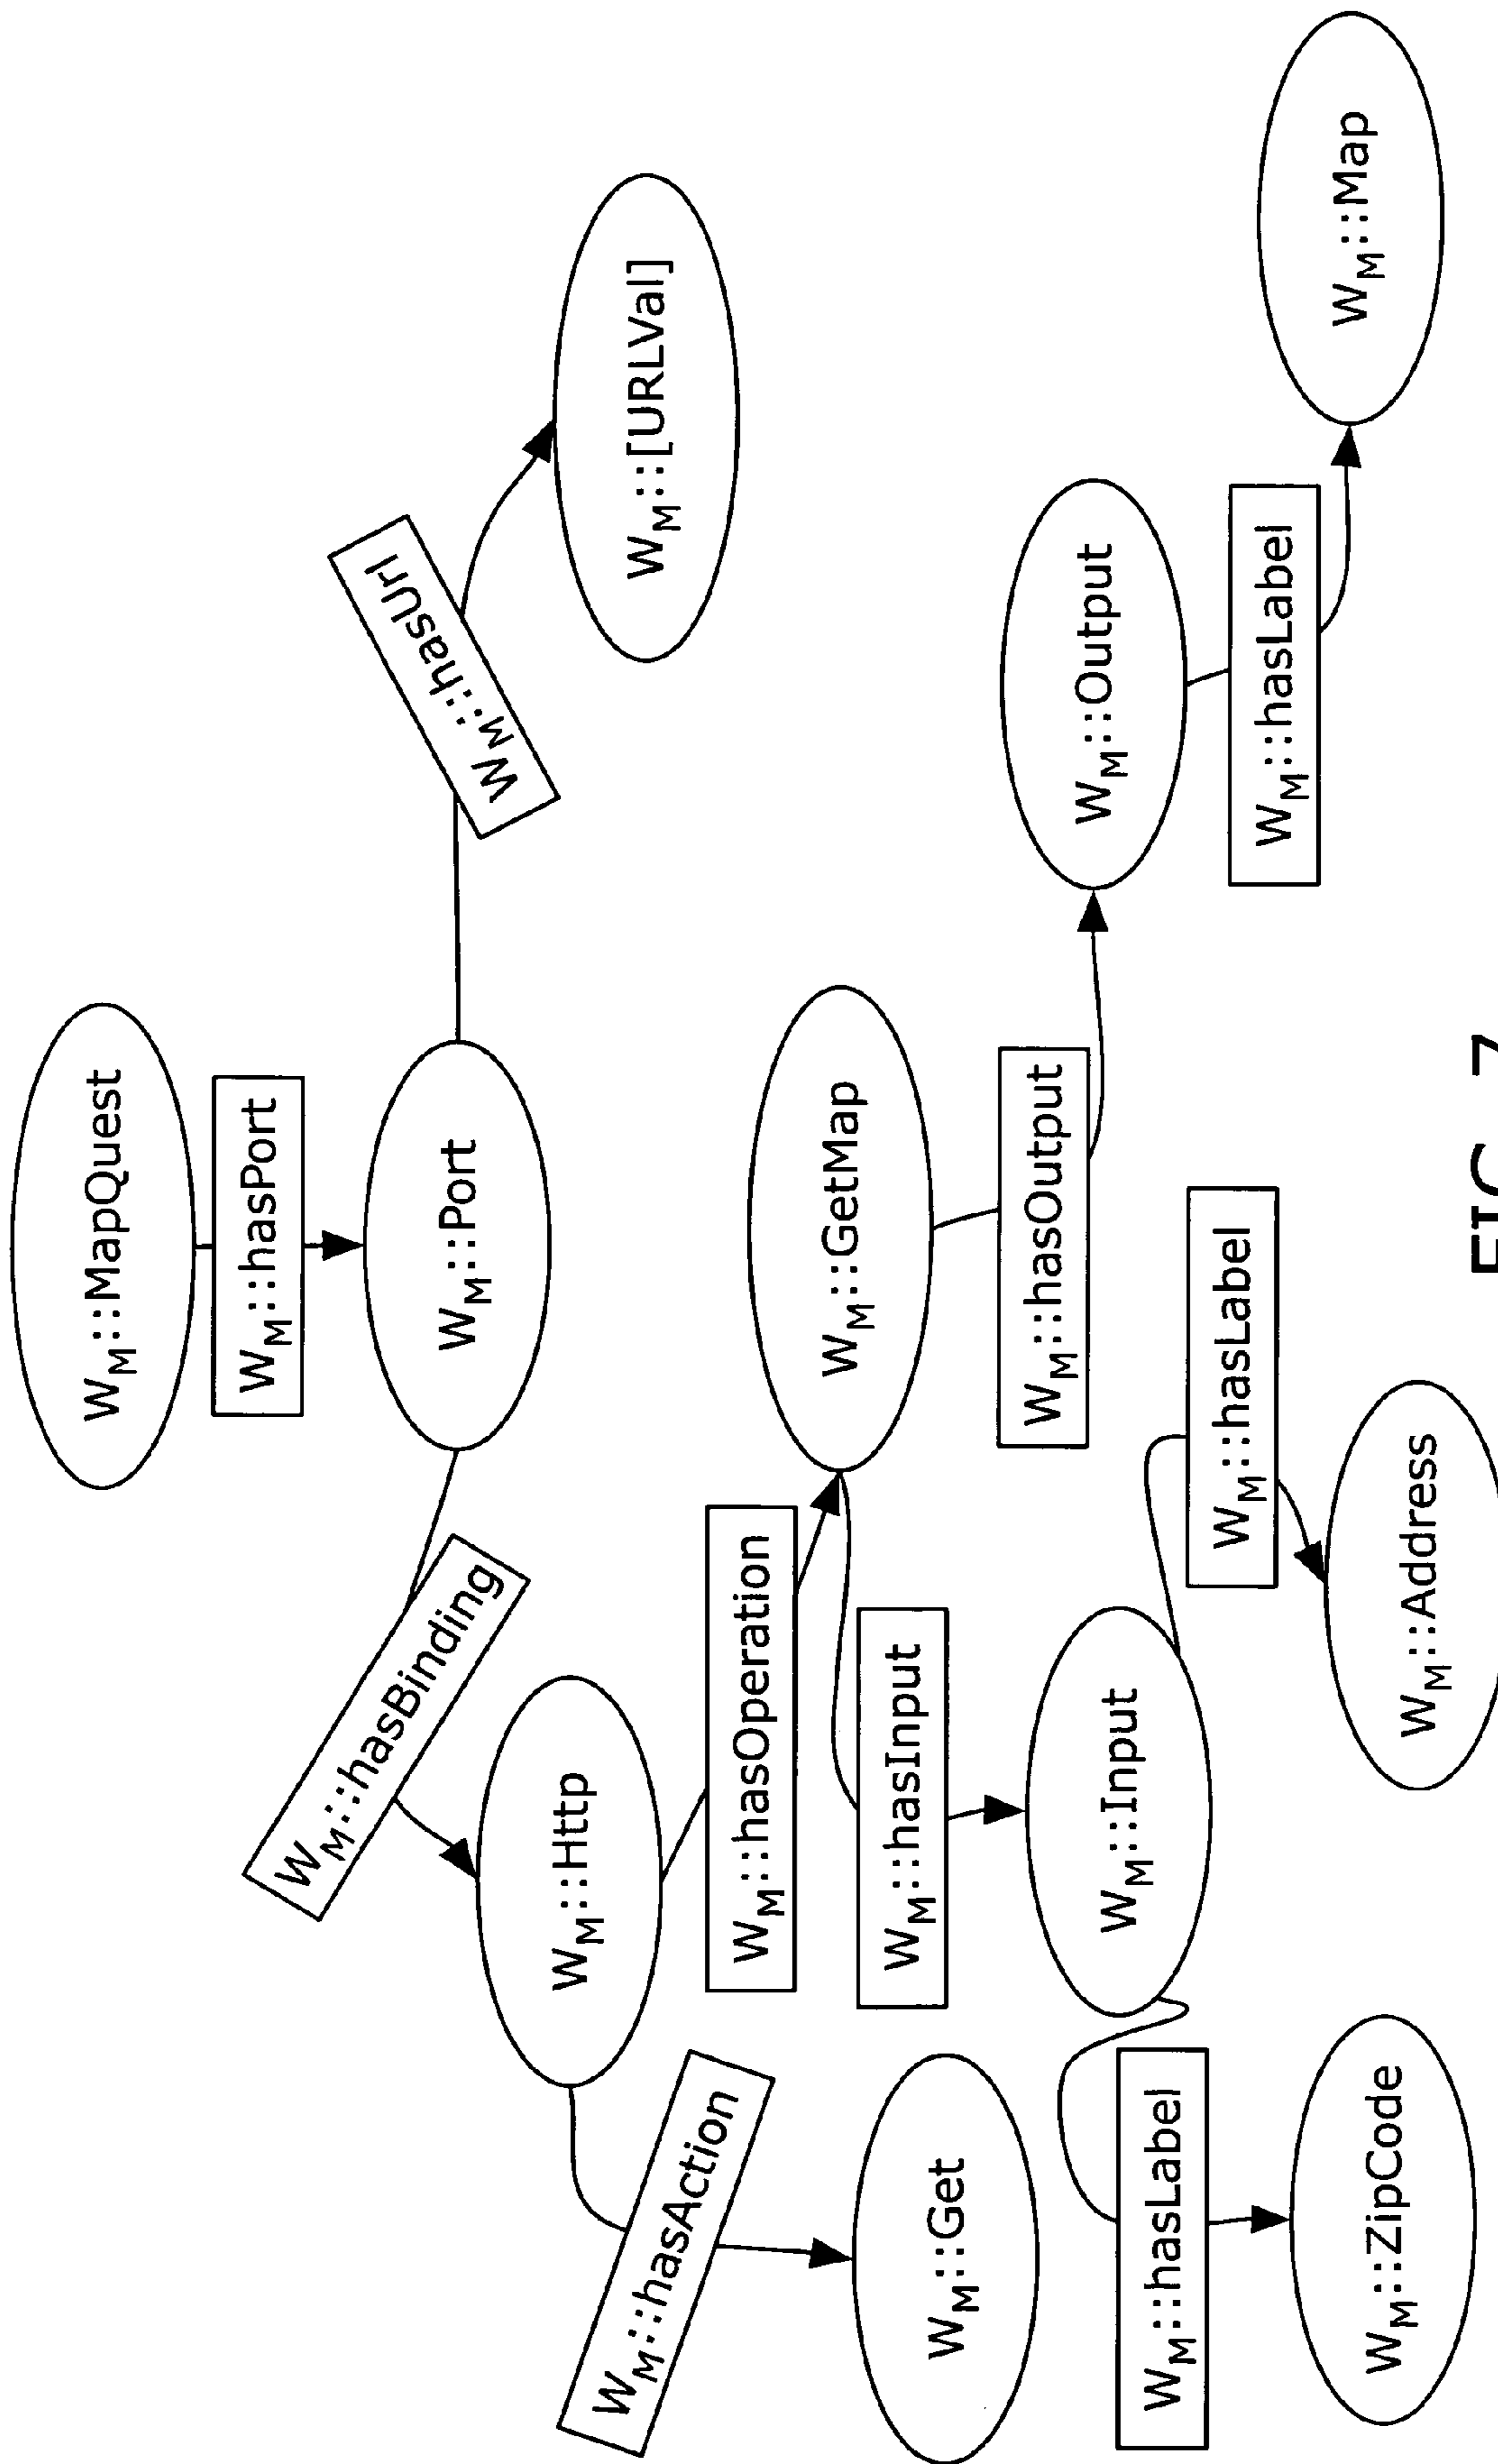 W_M::MapQuest
W_M::hasPort
W_M::Port
W_M::hasBinding
W_M::hasUrl
W_M::Http
W_M::[URLVal]
W_M::hasAction
W_M::hasOperation
W_M::GetMap
W_M::Get
W_M::hasInput
W_M::hasOutput
W_M::Input
W_M::Output
W_M::hasLabel
W_M::hasLabel
W_M::hasLabel
W_M::ZipCode
W_M::Address
W_M::Map
FIG. 7